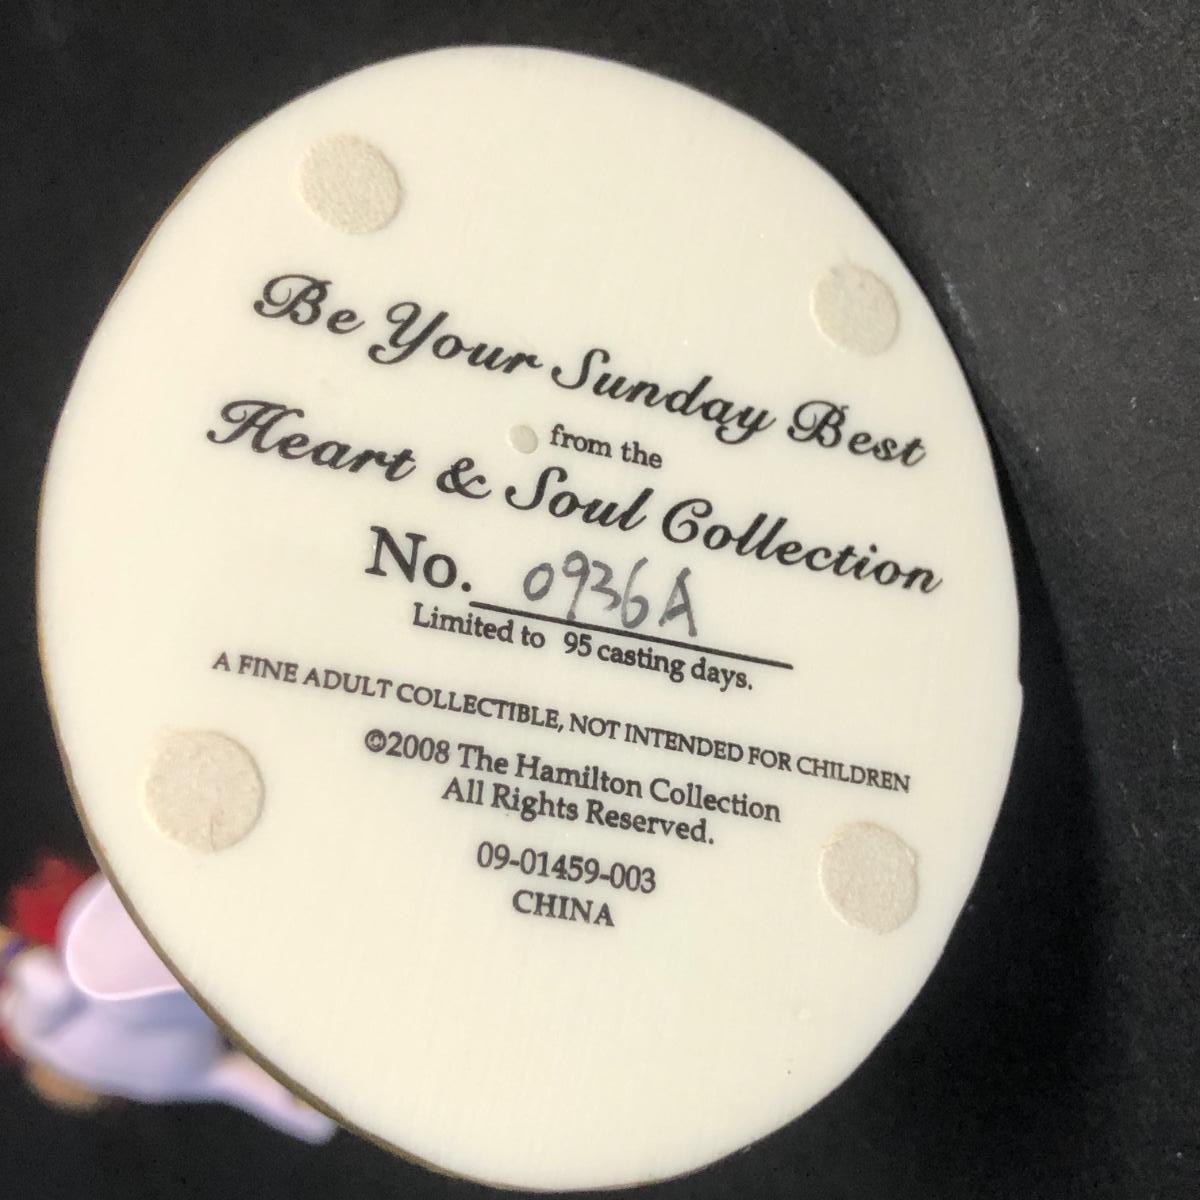 Be Your Sunday Best
from the
Heart & Soul Collection
No. 0936A
Limited to 95 casting days.
A FINE ADULT COLLECTIBLE, NOT INTENDED FOR CHILDREN
©2008 The Hamilton Collection
All Rights Reserved.
09-01459-003
CHINA